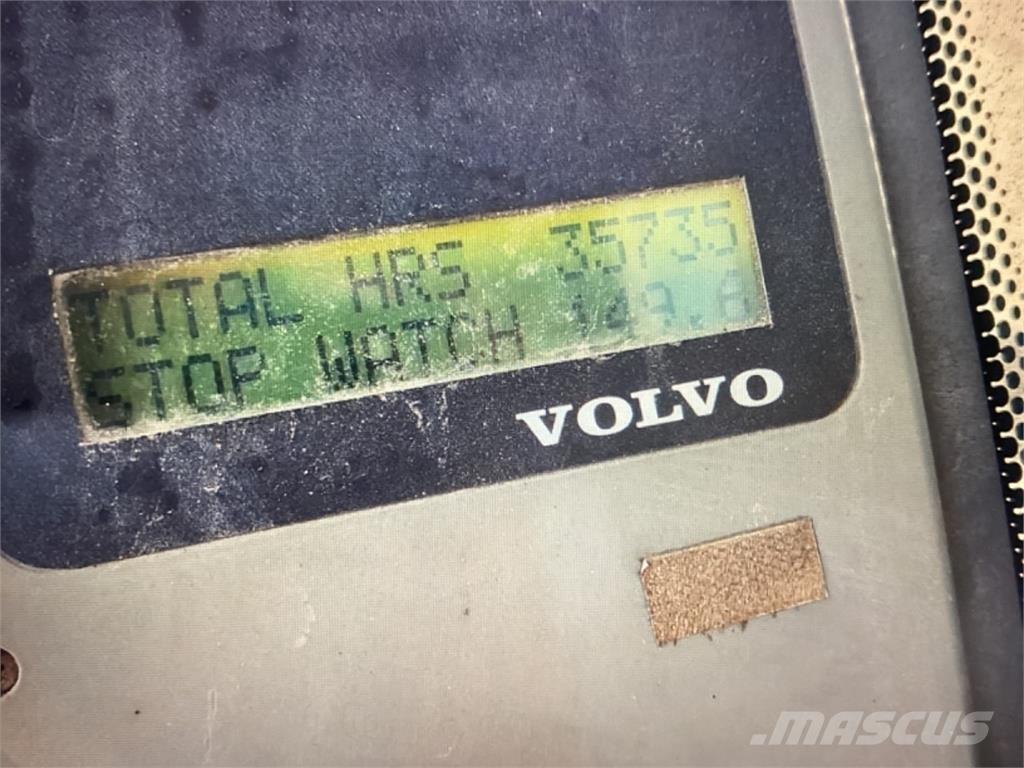 TOTAL HRS 35735
STOP WATCH 149.8
VOLVO
MASCUS